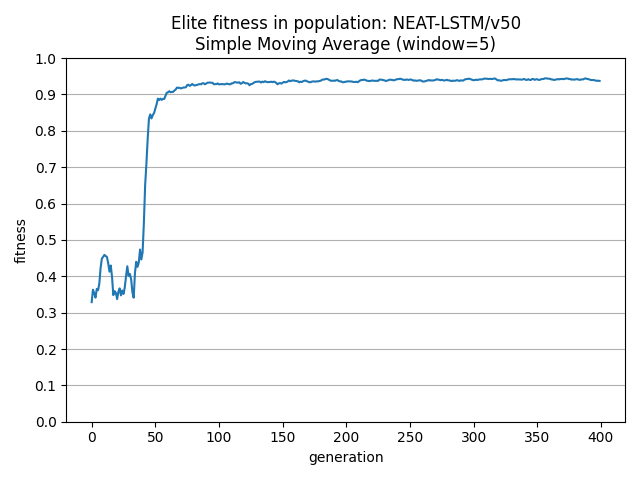 Elite fitness in population: NEAT-LSTM/v50
Simple Moving Average (window=5)
1.0
0.9
0.8
0.7
0.6
0.5
0.4
0.3
0.2
0.1
0.0
fitness
0 50 100 150 200 250 300 350 400
generation